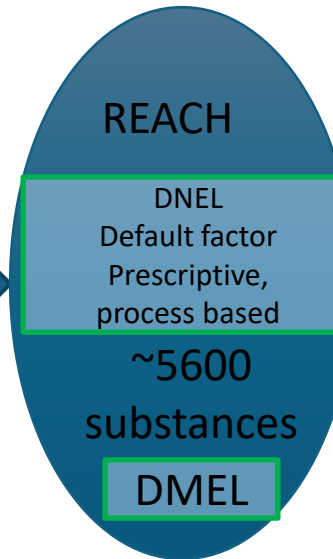 REACH
DNEL
Default factor
Prescriptive,
process based
~5600
substances
DMEL